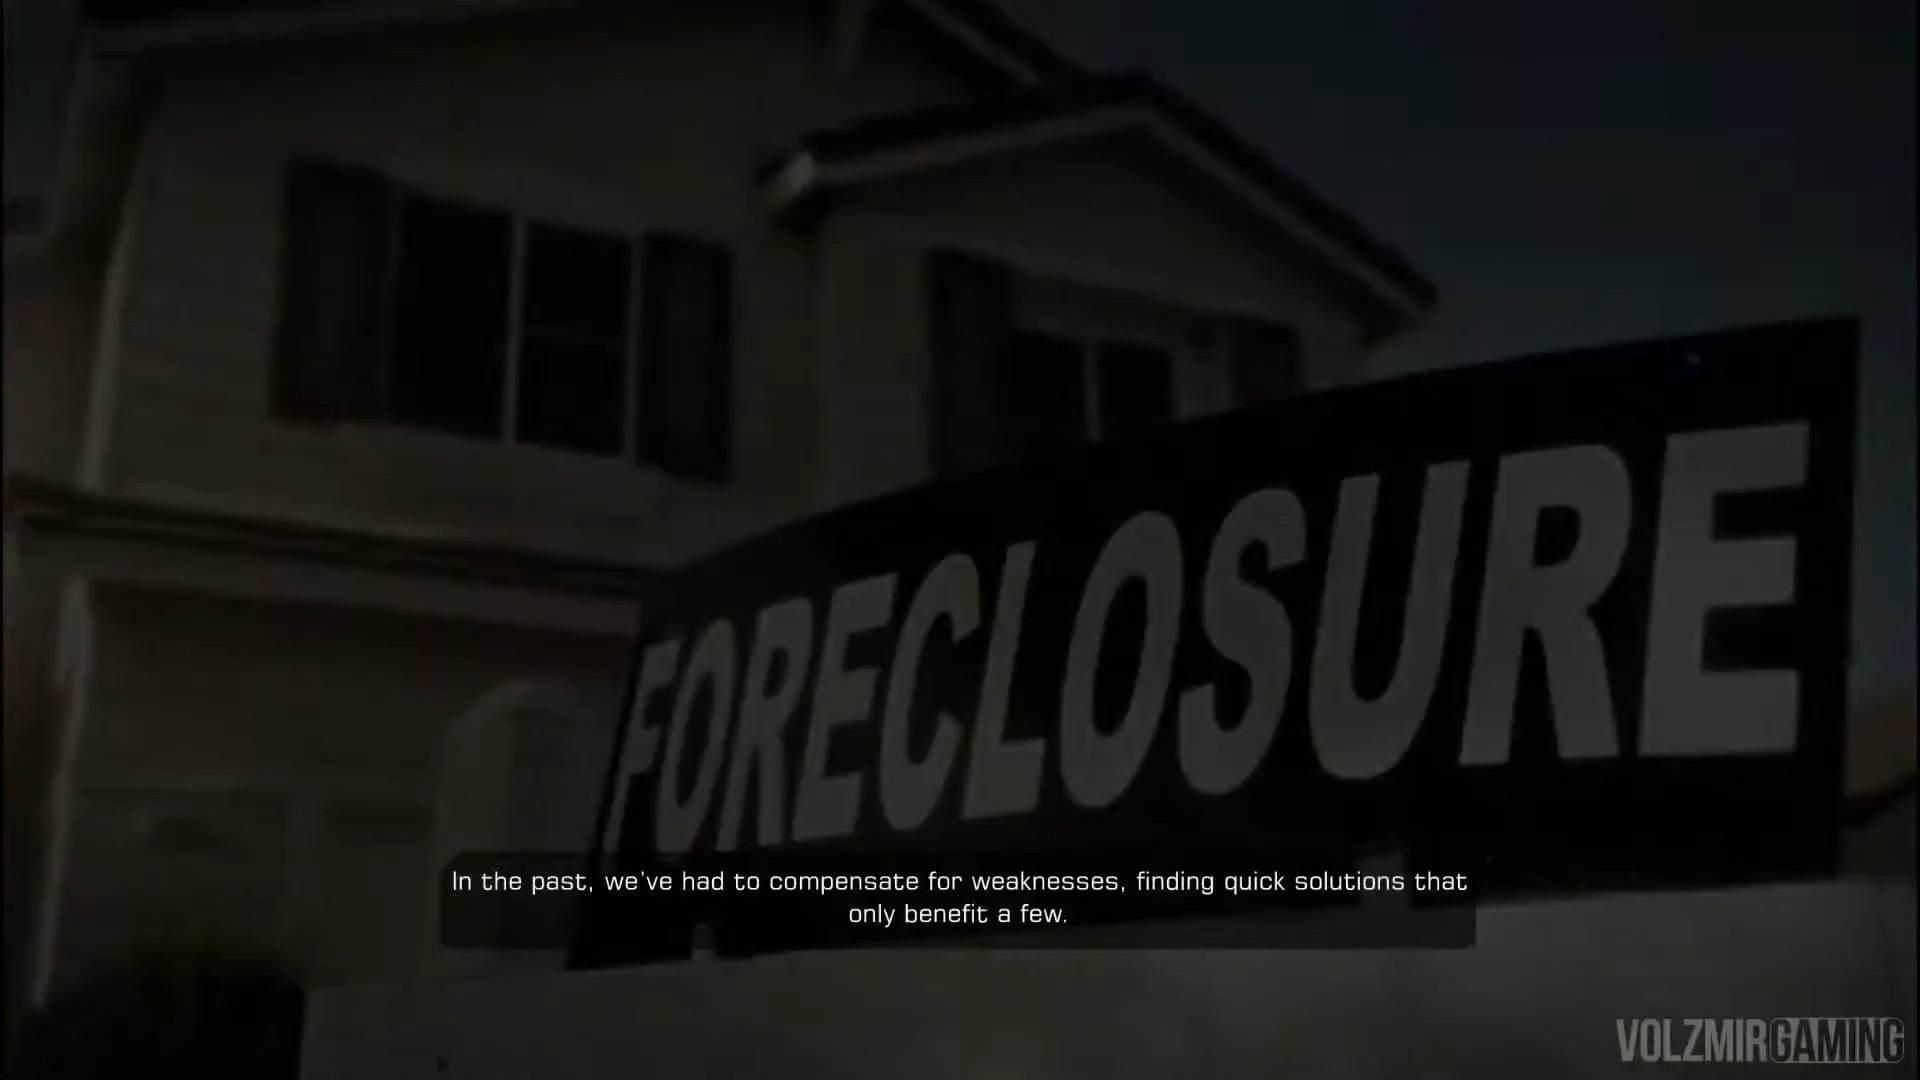 FORECLOSURE
In the past, we've had to compensate for weaknesses, finding quick solutions that
only benefit a few.
VOLZMIRGAMING